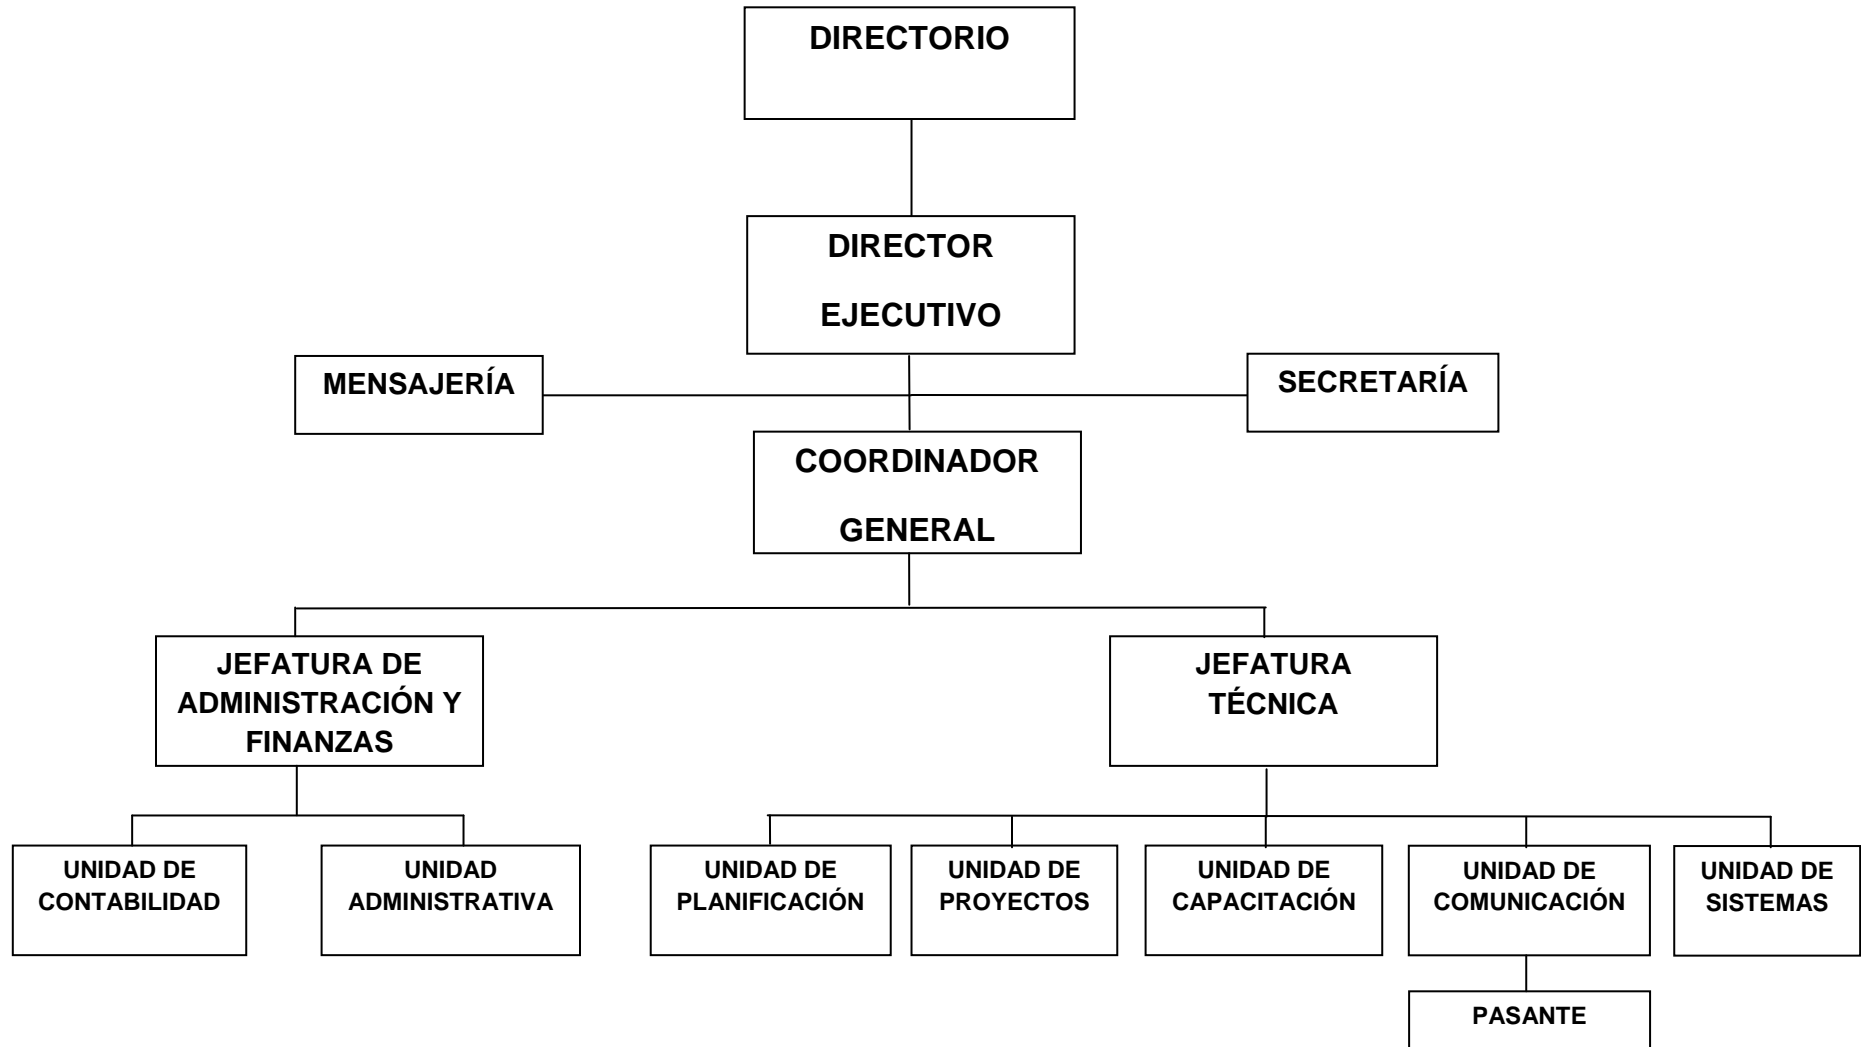 DIRECTORIO
DIRECTOR
EJECUTIVO
MENSAJERÍA
SECRETARÍA
COORDINADOR
GENERAL
JEFATURA DE
ADMINISTRACIÓN Y
FINANZAS
JEFATURA
TÉCNICA
UNIDAD DE
CONTABILIDAD
UNIDAD
ADMINISTRATIVA
UNIDAD DE
PLANIFICACIÓN
UNIDAD DE
PROYECTOS
UNIDAD DE
CAPACITACIÓN
UNIDAD DE
COMUNICACIÓN
UNIDAD DE
SISTEMAS
PASANTE